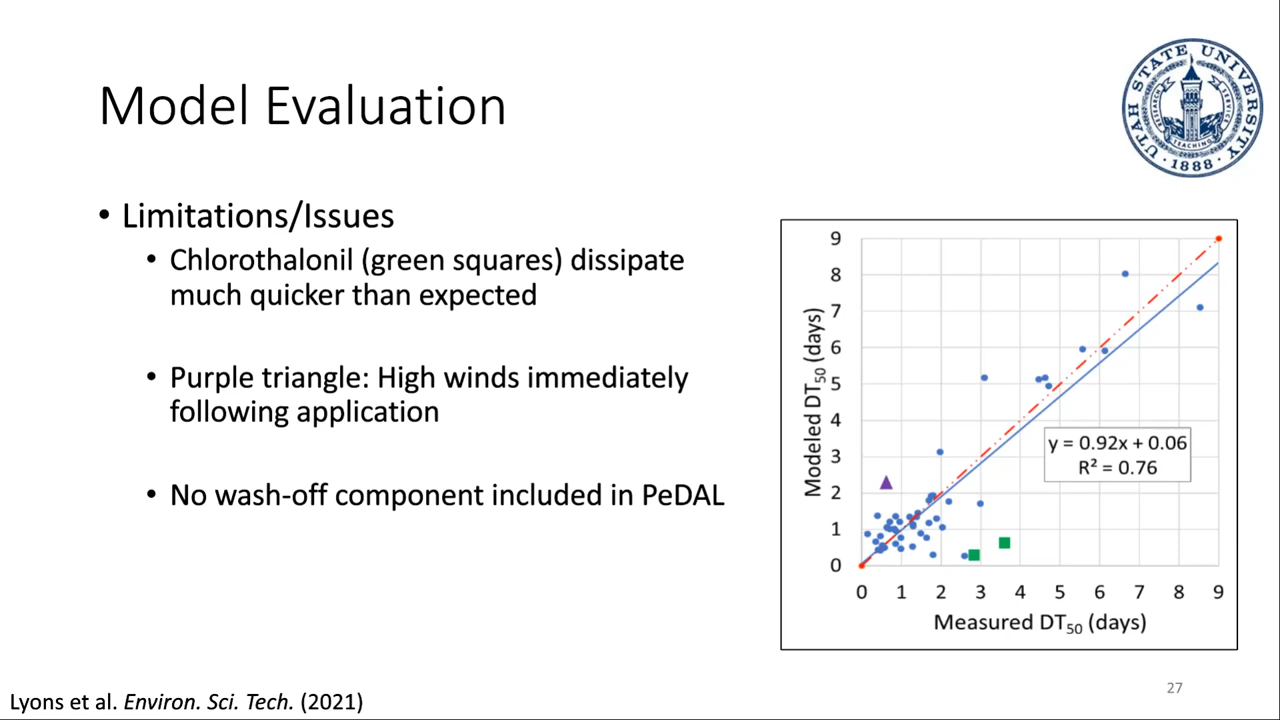 Model Evaluation
UTAH STATE UNIVERSITY
RESEARCH SERVICE
TEACHING
• 1888 •
• Limitations/Issues
• Chlorothalonil (green squares) dissipate
much quicker than expected
• Purple triangle: High winds immediately
following application
• No wash-off component included in PeDAL
Modeled DT50 (days)
9
8
7
6
5
4
3
2
1
0
y = 0.92x + 0.06
R² = 0.76
0 1 2 3 4 5 6 7 8 9
Measured DT50 (days)
Lyons et al. Environ. Sci. Tech. (2021)
27